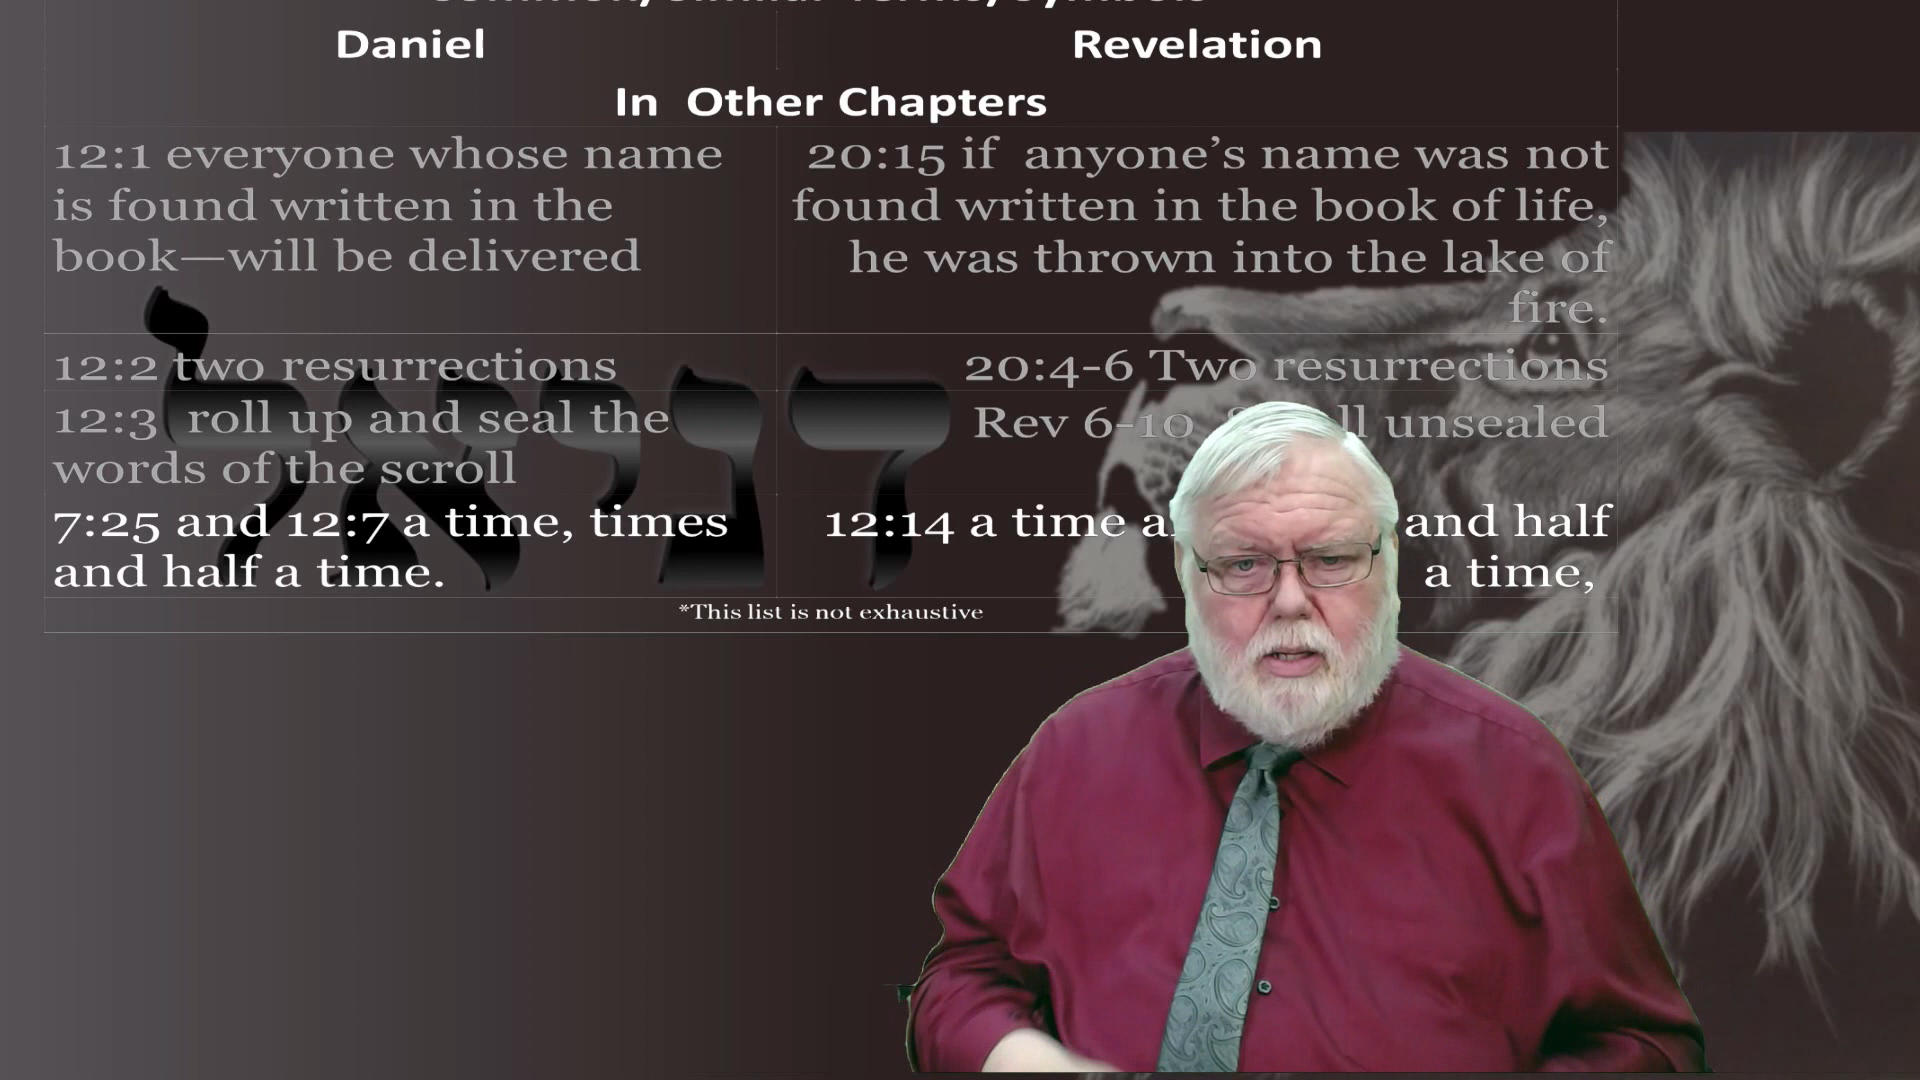 Daniel Revelation
In Other Chapters
12:1 everyone whose name
is found written in the
book—will be delivered
20:15 if anyone’s name was not
found written in the book of life,
he was thrown into the lake of
fire.
12:2 two resurrections
20:4-6 Two resurrections
12:3 roll up and seal the
words of the scroll
Rev 6-10 unsealed
7:25 and 12:7 a time, times
and half a time.
12:14 a time and half
a time,
*This list is not exhaustive
דניאל